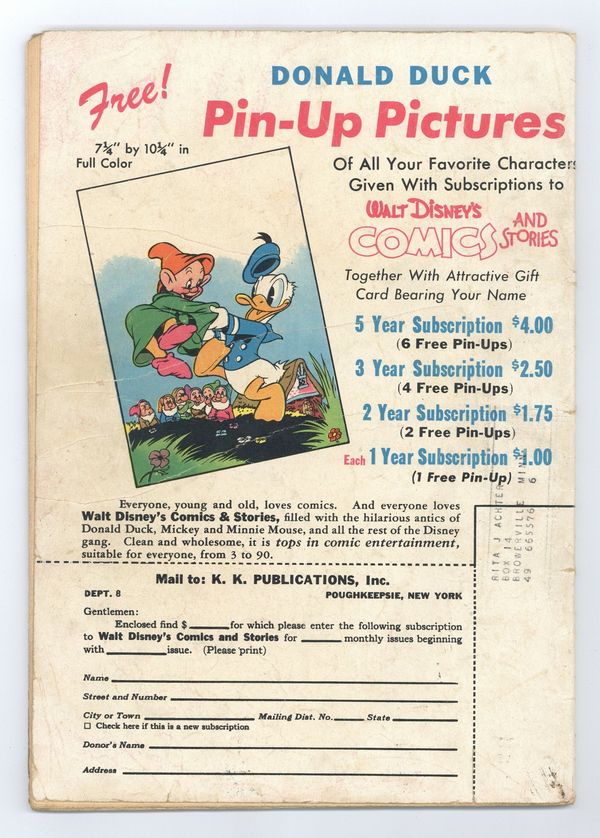 Free!
DONALD DUCK
Pin-Up Pictures
7¼" by 10¼" in
Full Color
Of All Your Favorite Characters
Given With Subscriptions to
WALT DISNEY'S
COMICS AND STORIES
Together With Attractive Gift
Card Bearing Your Name
5 Year Subscription $4.00
(6 Free Pin-Ups)
3 Year Subscription $2.50
(4 Free Pin-Ups)
2 Year Subscription $1.75
(2 Free Pin-Ups)
Each 1 Year Subscription $1.00
(1 Free Pin-Up)
Everyone, young and old, loves comics. And everyone loves
Walt Disney's Comics & Stories, filled with the hilarious antics of
Donald Duck, Mickey and Minnie Mouse, and all the rest of the Disney
gang. Clean and wholesome, it is tops in comic entertainment,
suitable for everyone, from 3 to 90.
RITA J ACHTER
BOX 14
BROWERVILLE MINN
49 665576 6
Mail to: K. K. PUBLICATIONS, Inc.
DEPT. 8 POUGHKEEPSIE, NEW YORK
Gentlemen:
Enclosed find $ for which please enter the following subscription
to Walt Disney's Comics and Stories for monthly issues beginning
with issue. (Please print)
Name
Street and Number
City or Town Mailing Dist. No. State
☐ Check here if this is a new subscription
Donor's Name
Address